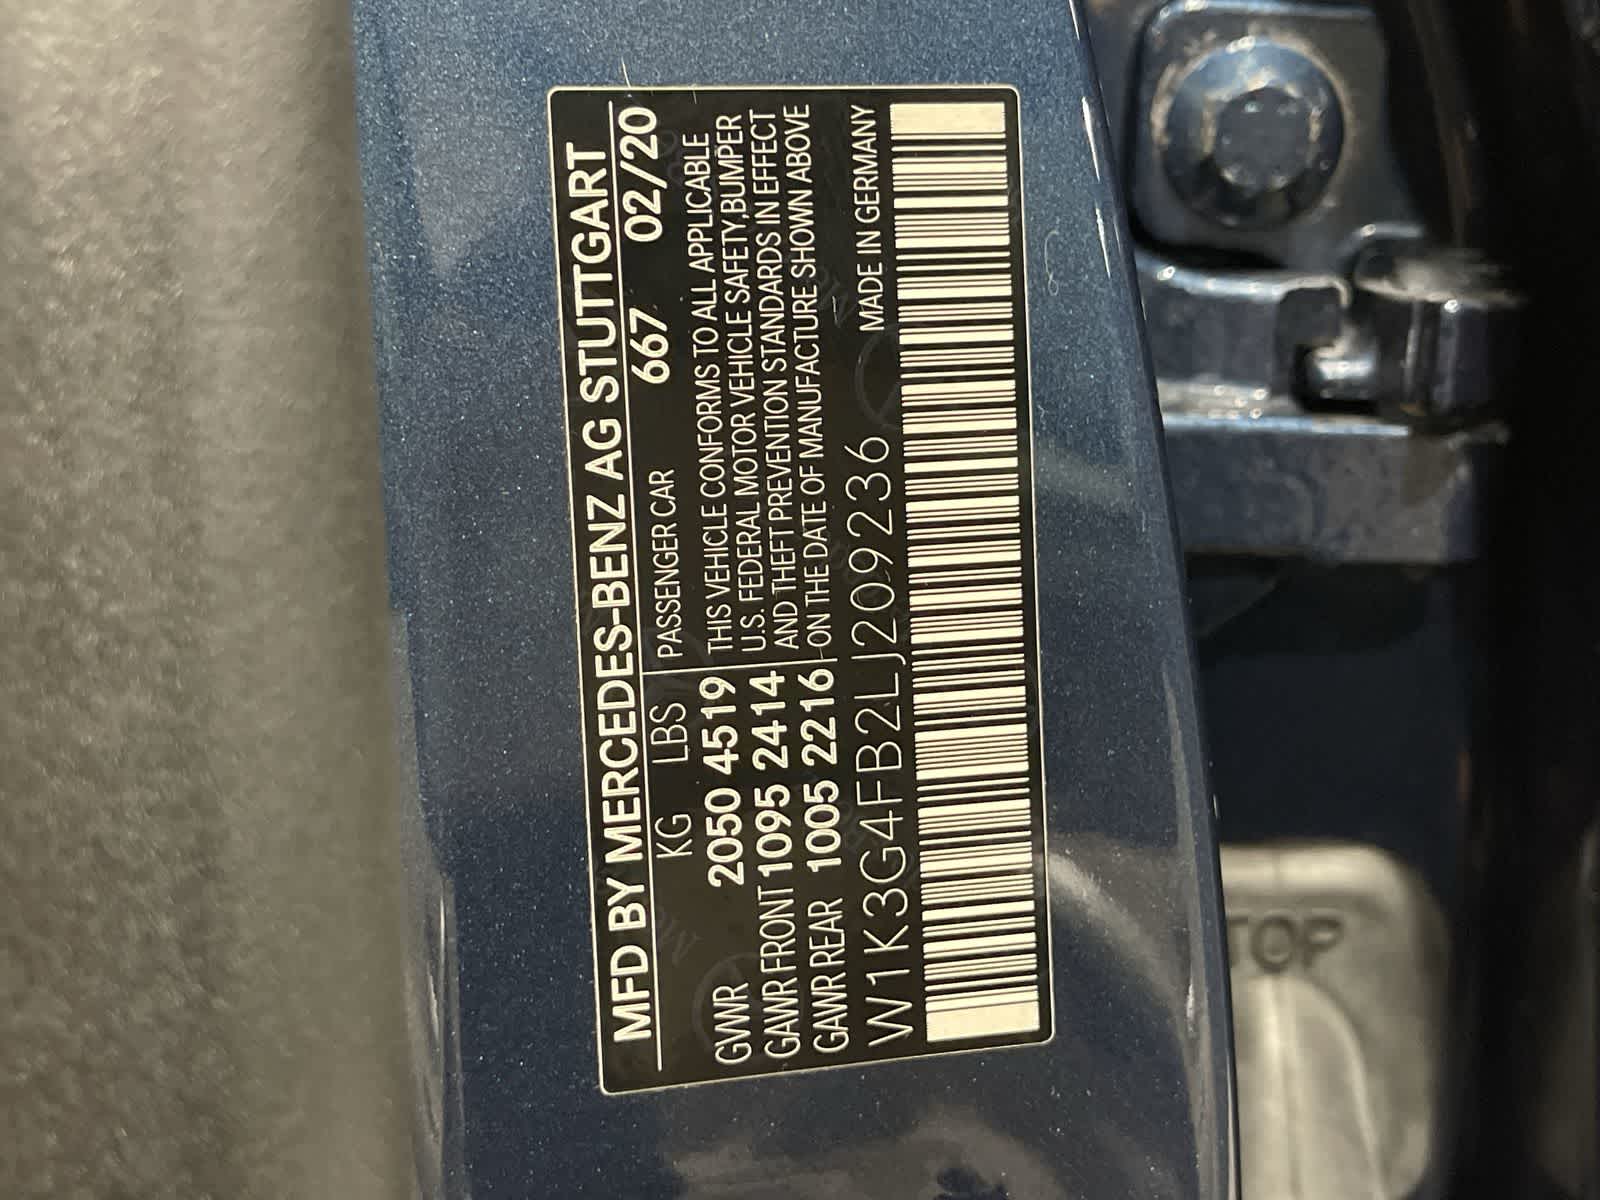 MFD BY MERCEDES-BENZ AG STUTTGART
KG LBS PASSENGER CAR 667 02/20
GVWR 2050 4519 THIS VEHICLE CONFORMS TO ALL APPLICABLE
U.S. FEDERAL MOTOR VEHICLE SAFETY,BUMPER
GAWR FRONT 1095 2414 AND THEFT PREVENTION STANDARDS IN EFFECT
GAWR REAR 1005 2216 ON THE DATE OF MANUFACTURE SHOWN ABOVE
W1K3G4FB2LJ209236 MADE IN GERMANY
TOP